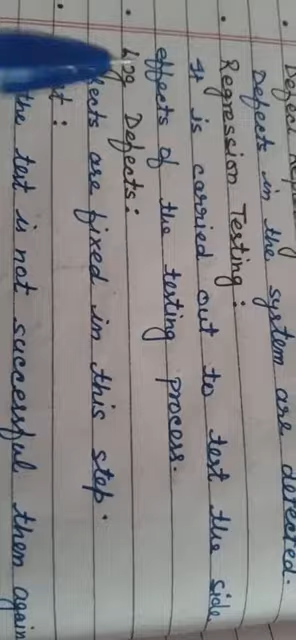 Defect
Defects in the system are detected.
Regression Testing :
It is carried out to test the side
effects of the testing process.
Defects :
are fixed in this step.
:
the test is not successful then again